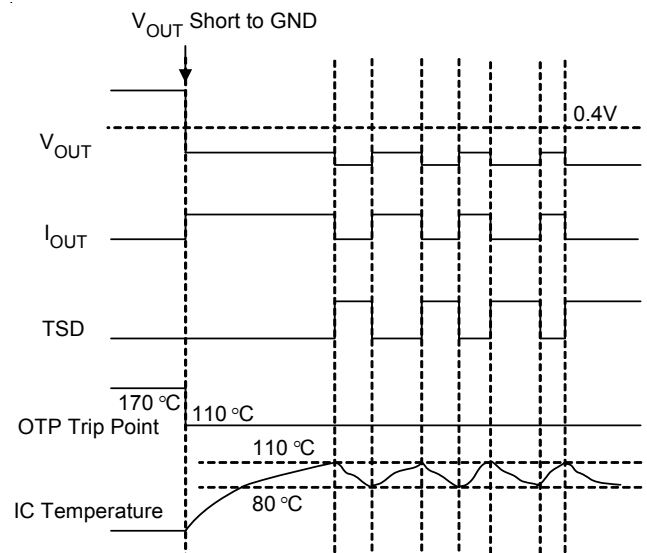 V_OUT Short to GND
0.4V
V_OUT
I_OUT
TSD
170 °C
110 °C
OTP Trip Point
110 °C
80 °C
IC Temperature